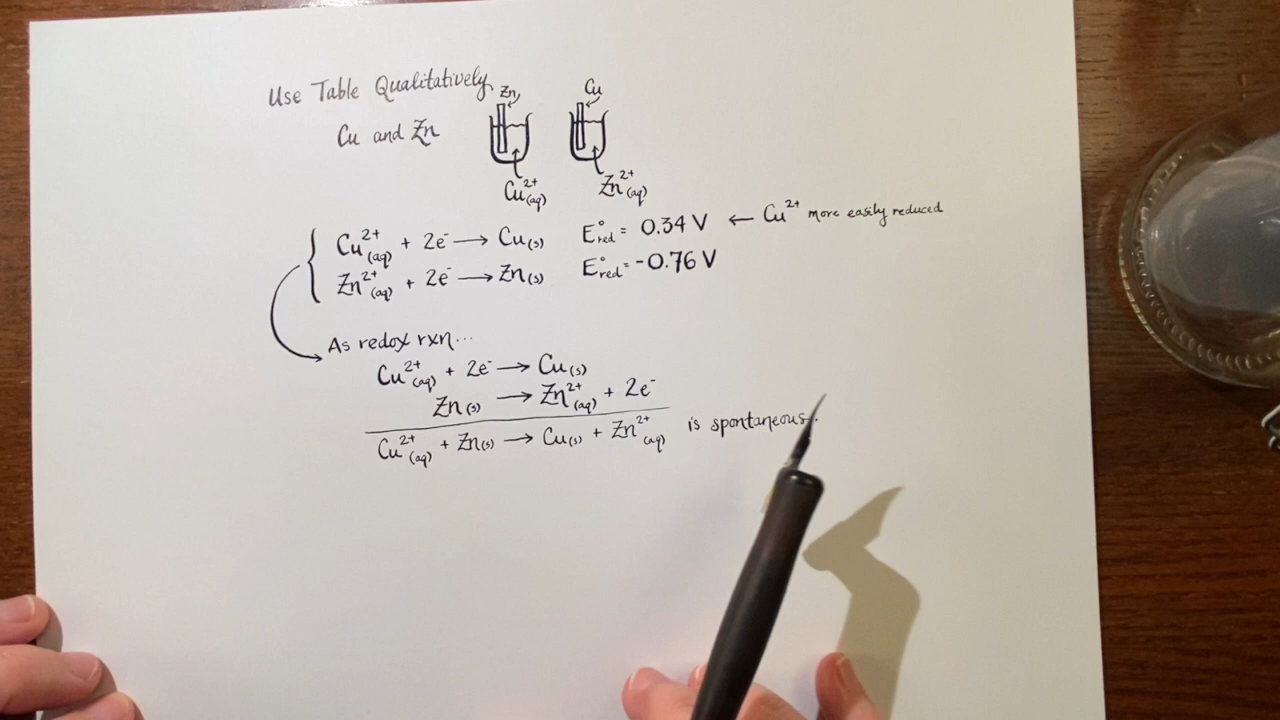 Use Table Qualitatively
Cu and Zn
Zn
Cu²⁺(aq)
Cu
Zn²⁺(aq)
Cu²⁺(aq) + 2e⁻ → Cu(s) E°red = 0.34 V ← Cu²⁺ more easily reduced
Zn²⁺(aq) + 2e⁻ → Zn(s) E°red = -0.76 V
As redox rxn...
Cu²⁺(aq) + 2e⁻ → Cu(s)
Zn(s) → Zn²⁺(aq) + 2e⁻
Cu²⁺(aq) + Zn(s) → Cu(s) + Zn²⁺(aq) is spontaneous.